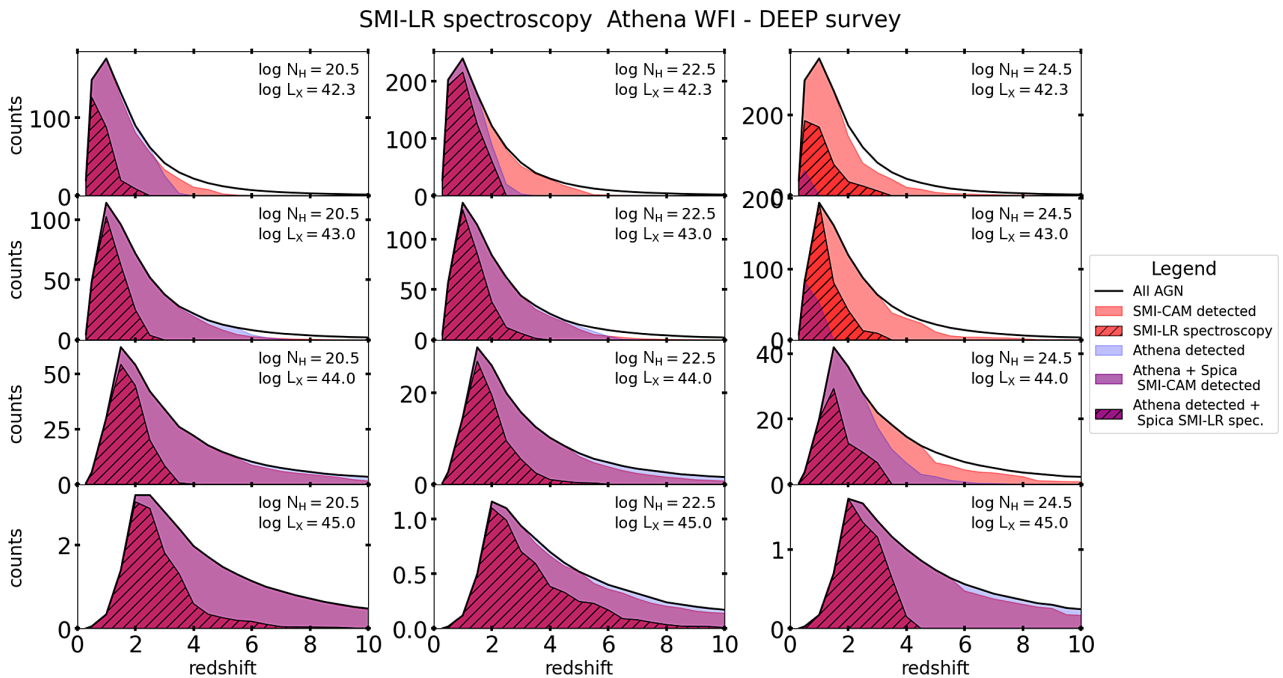 SMI-LR spectroscopy  Athena WFI - DEEP survey
counts
100
0
log N_H = 20.5
log L_X = 42.3
200
100
0
log N_H = 22.5
log L_X = 42.3
200
0
log N_H = 24.5
log L_X = 42.3
counts
100
50
0
log N_H = 20.5
log L_X = 43.0
100
50
0
log N_H = 22.5
log L_X = 43.0
200
100
0
log N_H = 24.5
log L_X = 43.0
counts
50
25
0
log N_H = 20.5
log L_X = 44.0
20
0
log N_H = 22.5
log L_X = 44.0
40
20
0
log N_H = 24.5
log L_X = 44.0
counts
2
0
log N_H = 20.5
log L_X = 45.0
1.0
0.5
0.0
log N_H = 22.5
log L_X = 45.0
1
0
log N_H = 24.5
log L_X = 45.0
0 2 4 6 8 10
redshift
0 2 4 6 8 10
redshift
0 2 4 6 8 10
redshift
Legend
All AGN
SMI-CAM detected
SMI-LR spectroscopy
Athena detected
Athena + Spica
SMI-CAM detected
Athena detected +
Spica SMI-LR spec.